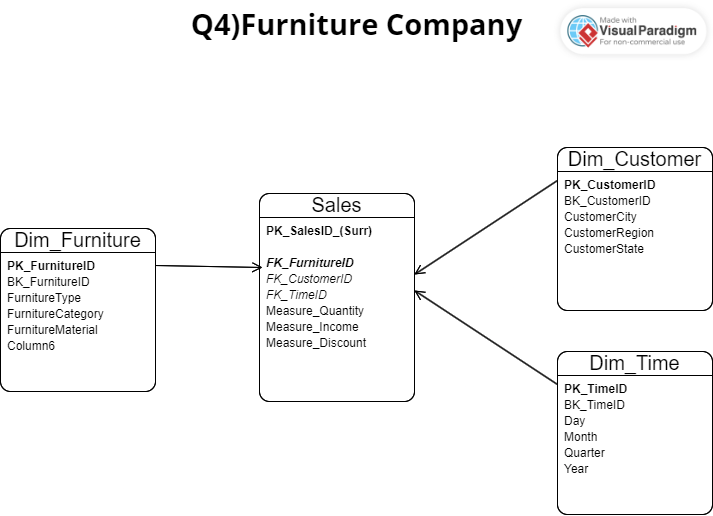 Q4)Furniture Company
Made with
VisualParadigm
For non-commercial use
Dim_Furniture
PK_FurnitureID
BK_FurnitureID
FurnitureType
FurnitureCategory
FurnitureMaterial
Column6
Sales
PK_SalesID_(Surr)
FK_FurnitureID
FK_CustomerID
FK_TimeID
Measure_Quantity
Measure_Income
Measure_Discount
Dim_Customer
PK_CustomerID
BK_CustomerID
CustomerCity
CustomerRegion
CustomerState
Dim_Time
PK_TimeID
BK_TimeID
Day
Month
Quarter
Year